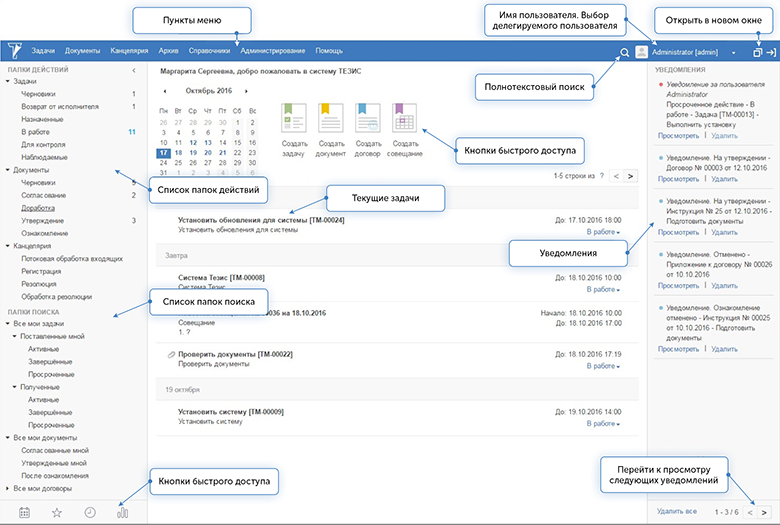 Пункты меню
Имя пользователя. Выбор
делегируемого пользователя
Открыть в новом окне
Задачи Документы Канцелярия Архив Справочники Администрирование Помощь
Administrator [admin]
ПАПКИ ДЕЙСТВИЙ
Задачи
Черновики 1
Возврат от исполнителя 1
Назначенные
В работе 11
Для контроля
Наблюдаемые
Документы
Черновики 5
Согласование 2
Доработка
Утверждение 3
Ознакомление
Канцелярия
Потоковая обработка входящих
Регистрация
Резолюция
Обработка резолюции
ПАПКИ ПОИСКА
Все мои задачи
Поставленные мной
Активные
Завершённые
Просроченные
Полученные
Активные
Завершённые
Просроченные
Все мои документы
Согласованные мной
Утвержденные мной
После ознакомления
Все мои договоры
Список папок действий
Список папок поиска
Кнопки быстрого доступа
Маргарита Сергеевна, добро пожаловать в систему ТЕЗИС
Октябрь 2016
Пн Вт Ср Чт Пт Сб Вс
26 27 28 29 30 1 2
3 4 5 6 7 8 9
10 11 12 13 14 15 16
17 18 19 20 21 22 23
24 25 26 27 28 29 30
31 1 2 3 4 5 6
Создать
задачу
Создать
документ
Создать
договор
Создать
совещание
Полнотекстовый поиск
Кнопки быстрого доступа
1-5 строки из ? < >
Текущие задачи
Установить обновления для системы [ТМ-00024] До: 17.10.2016 18:00
Установить обновления для системы В работе
Завтра
Система Тезис [ТМ-00008] До: 18.10.2016 10:00
Система Тезис В работе
0036 на 18.10.2016 Начало: 18.10.2016 10:00
Совещание До: 18.10.2016 17:00
1. ?
Проверить документы [ТМ-00022] До: 18.10.2016 17:19
Проверить документы В работе
19 октября
Установить систему [ТМ-00009] До: 19.10.2016 14:00
Установить систему В работе
УВЕДОМЛЕНИЯ
Уведомление за пользователя
Administrator
Просроченное действие - В
работе - Задача [ТМ-00013] -
Выполнить установку
Просмотреть | Удалить
Уведомление. На утверждении -
Договор № 00003 от 12.10.2016
Просмотреть | Удалить
Уведомление. На утверждении -
Инструкция № 25 от 12.10.2016 -
Подготовить документы
Просмотреть | Удалить
Уведомления
Уведомление. Отменено -
Приложение к договору № 00026
от 10.10.2016
Просмотреть | Удалить
Уведомление. Ознакомление
отменено - Инструкция № 00025
от 10.10.2016 - Подготовить
документы
Просмотреть | Удалить
Перейти к просмотру
следующих уведомлений
Удалить все 1 - 3 / 6 < >